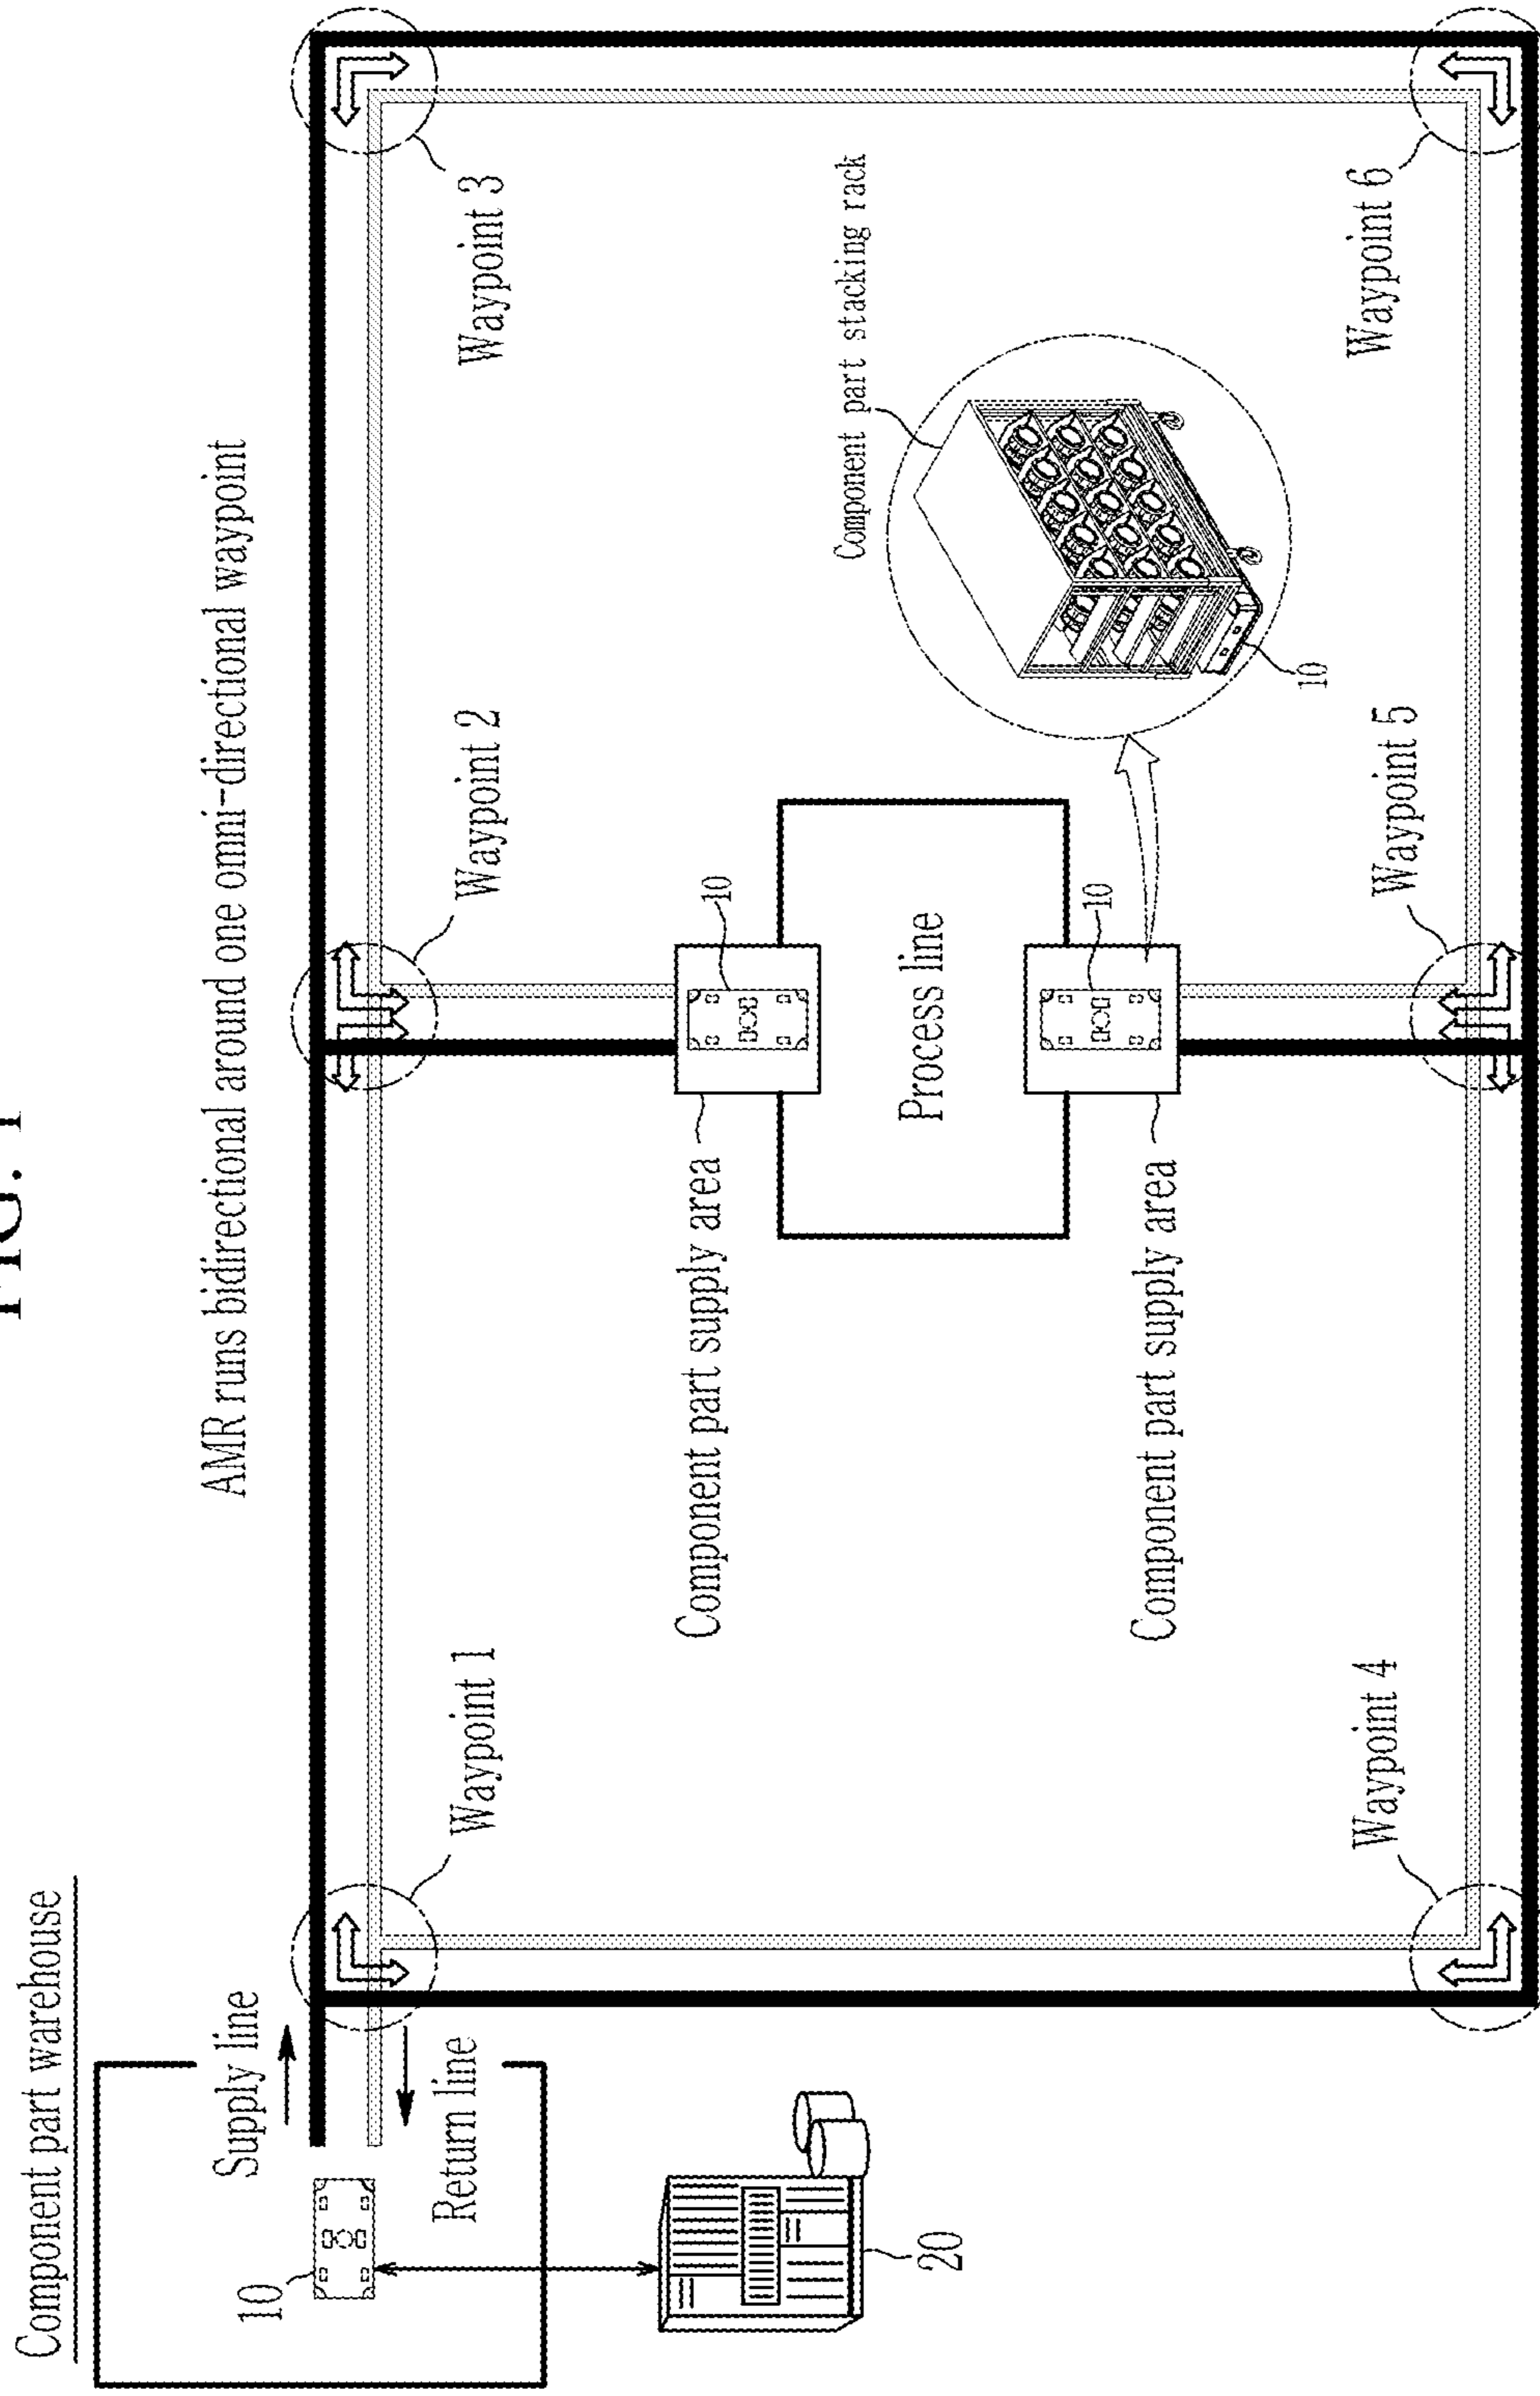 FIG. 1
Component part warehouse
AMR runs bidirectional around one omni-directional waypoint
Supply line
10
Return line
20
Waypoint 1
Waypoint 2
Waypoint 3
Component part supply area
10
Process line
Component part stacking rack
10
Component part supply area
10
Waypoint 4
Waypoint 5
Waypoint 6